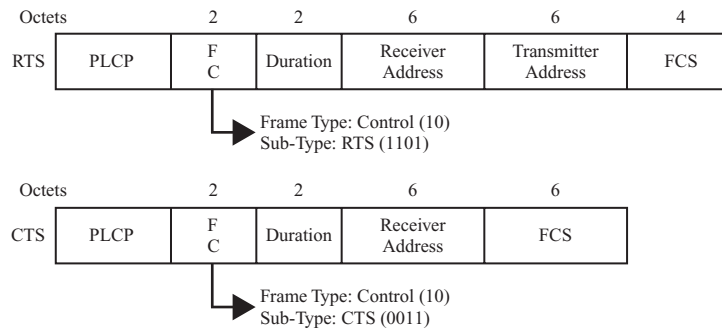 Octets 2 2 6 6 4
RTS PLCP F C Duration Receiver Address Transmitter Address FCS
Frame Type: Control (10)
Sub-Type: RTS (1101)
Octets 2 2 6 6
CTS PLCP F C Duration Receiver Address FCS
Frame Type: Control (10)
Sub-Type: CTS (0011)